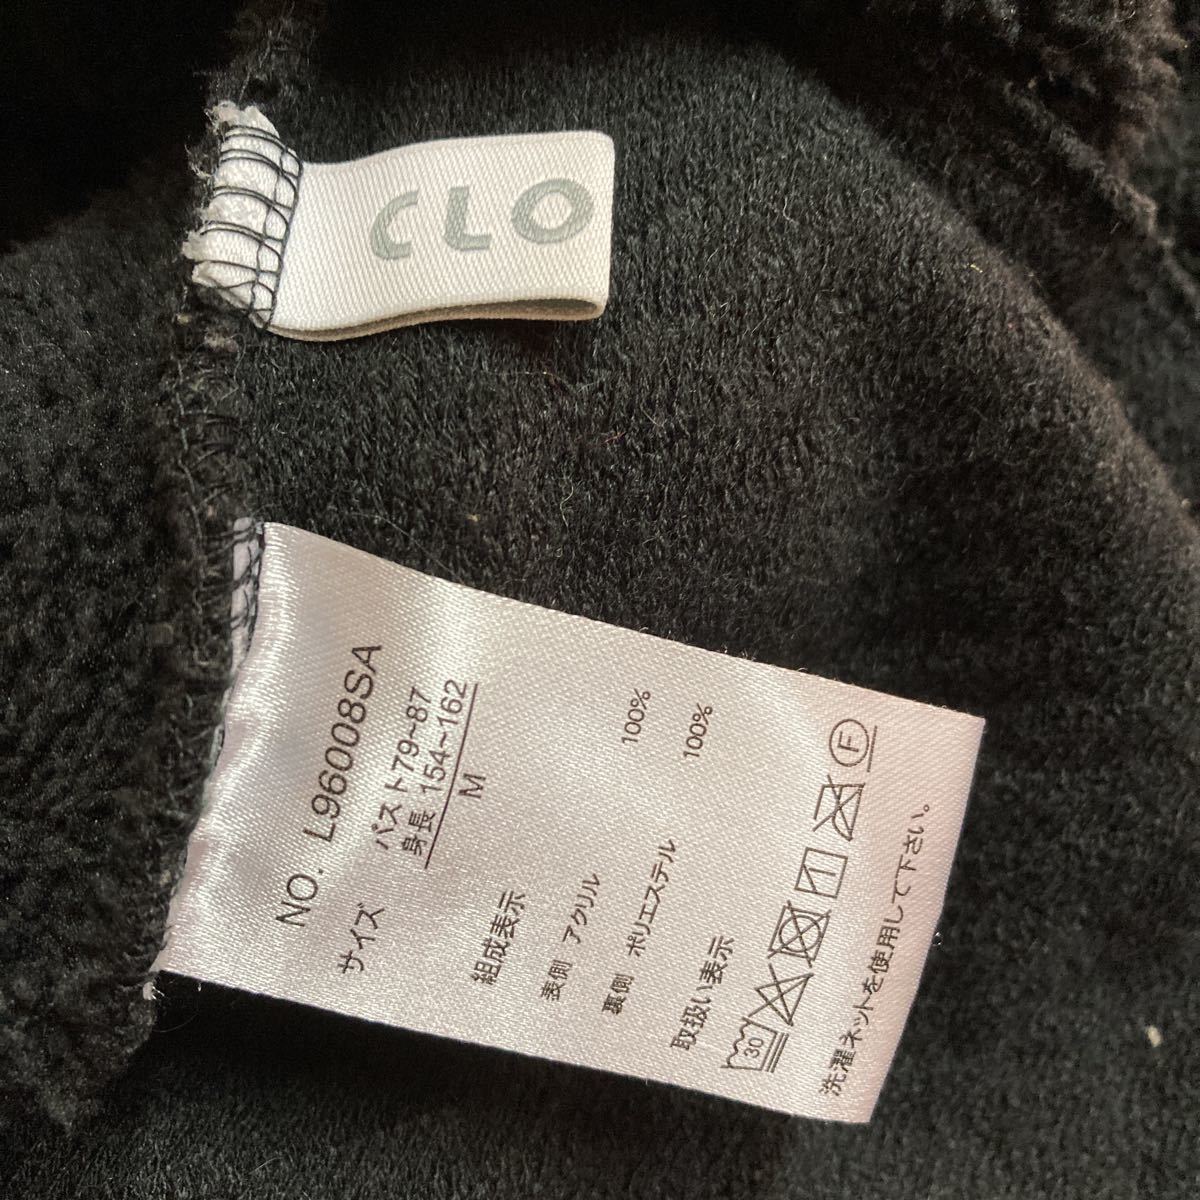 CLO
NO. L96008SA
サイズ
バスト79~87
身長 154~162
M
組成表示
表側 アクリル 100%
裏側 ポリエステル 100%
取扱い表示
30
F
洗濯ネットを使用して下さい。